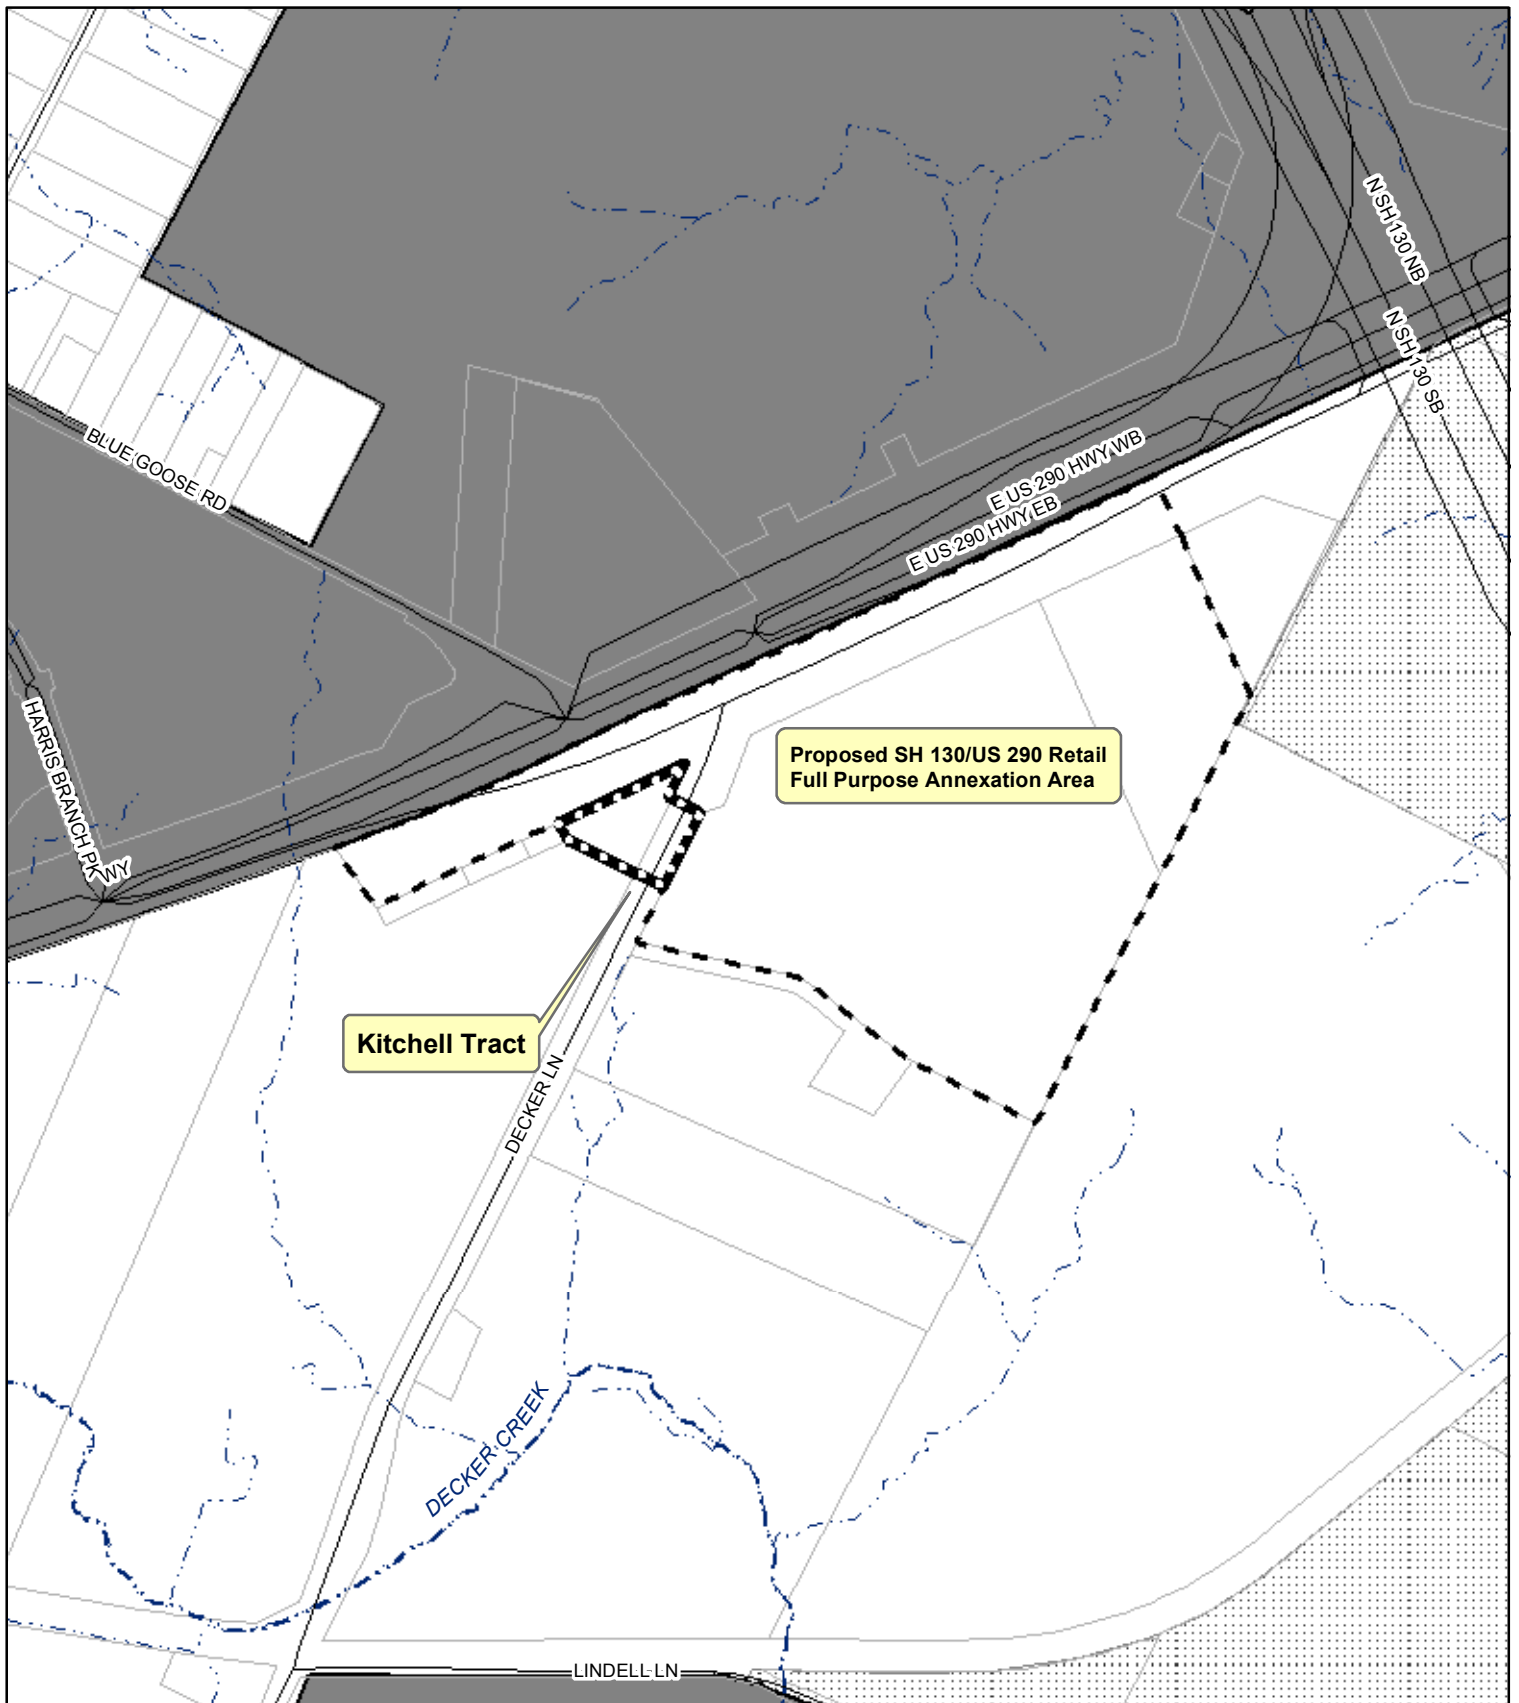 N SH 130 NB
N SH 130 SB
BLUE GOOSE RD
E US 290 HWY WB
E US 290 HWY EB
HARRIS BRANCH PKWY
Proposed SH 130/US 290 Retail
Full Purpose Annexation Area
Kitchell Tract
DECKER LN
DECKER CREEK
LINDELL LN